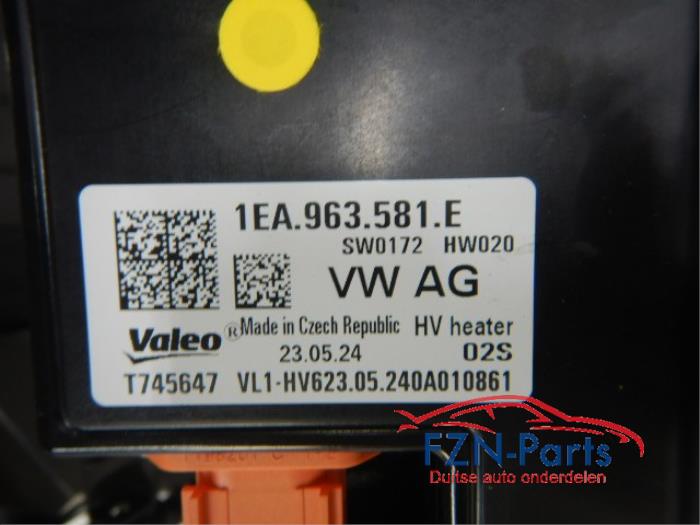 1EA.963.581.E
SW0172 HW020
VW AG
Valeo ® Made in Czech Republic HV heater
23.05.24 02S
T745647 VL1-HV623.05.240A010861
FZN-Parts
Duitse auto onderdelen